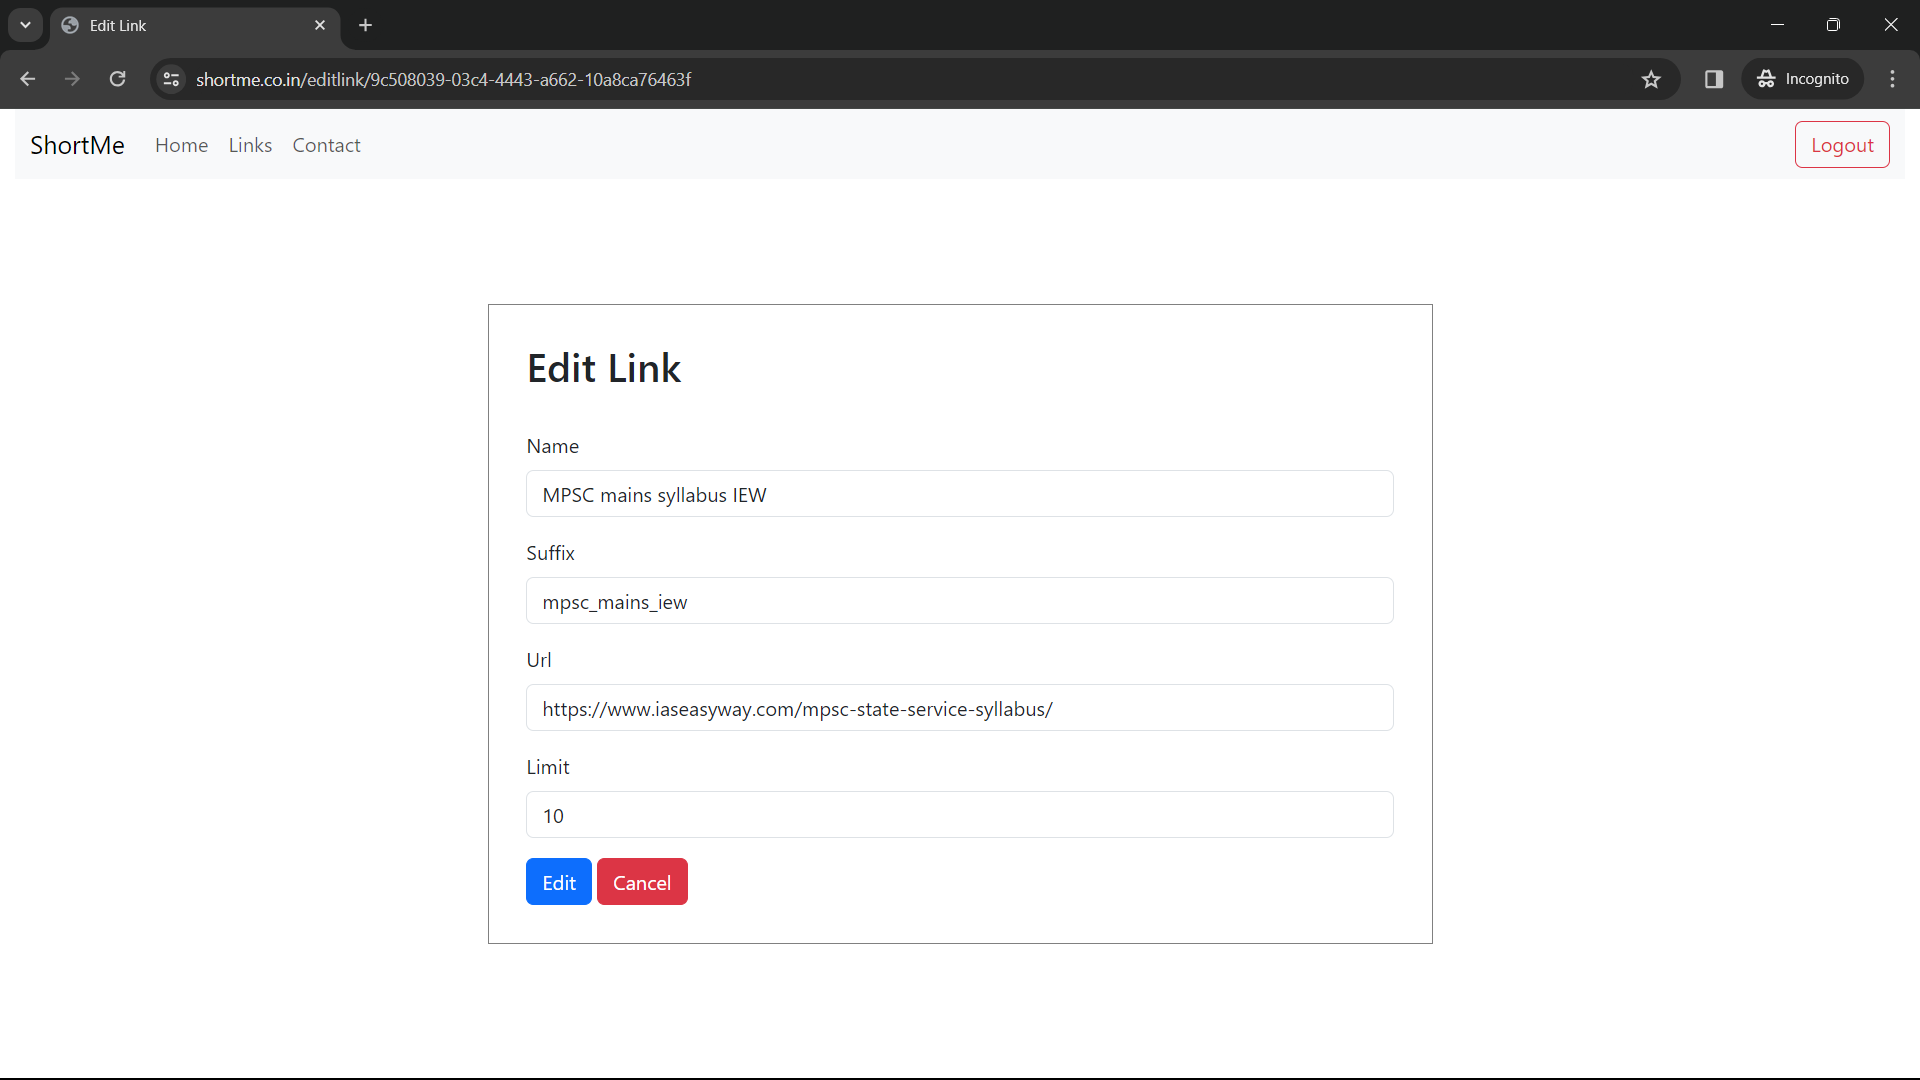 Edit Link
shortme.co.in/editlink/9c508039-03c4-4443-a662-10a8ca76463f
Incognito
ShortMe Home Links Contact Logout
Edit Link
Name
MPSC mains syllabus IEW
Suffix
mpsc_mains_iew
Url
https://www.iaseasyway.com/mpsc-state-service-syllabus/
Limit
10
Edit Cancel